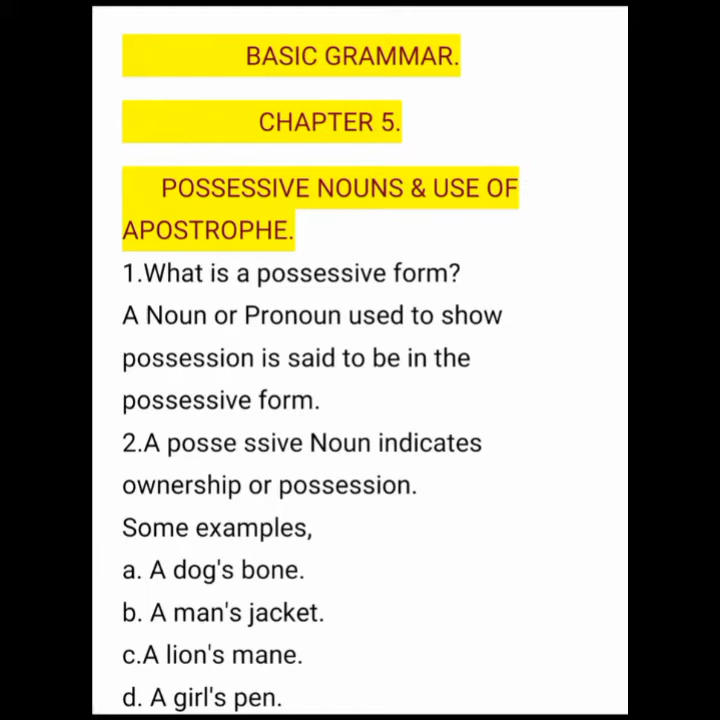 BASIC GRAMMAR.
CHAPTER 5.
POSSESSIVE NOUNS & USE OF
APOSTROPHE.
1.What is a possessive form?
A Noun or Pronoun used to show
possession is said to be in the
possessive form.
2.A posse ssive Noun indicates
ownership or possession.
Some examples,
a. A dog's bone.
b. A man's jacket.
c.A lion's mane.
d. A girl's pen.